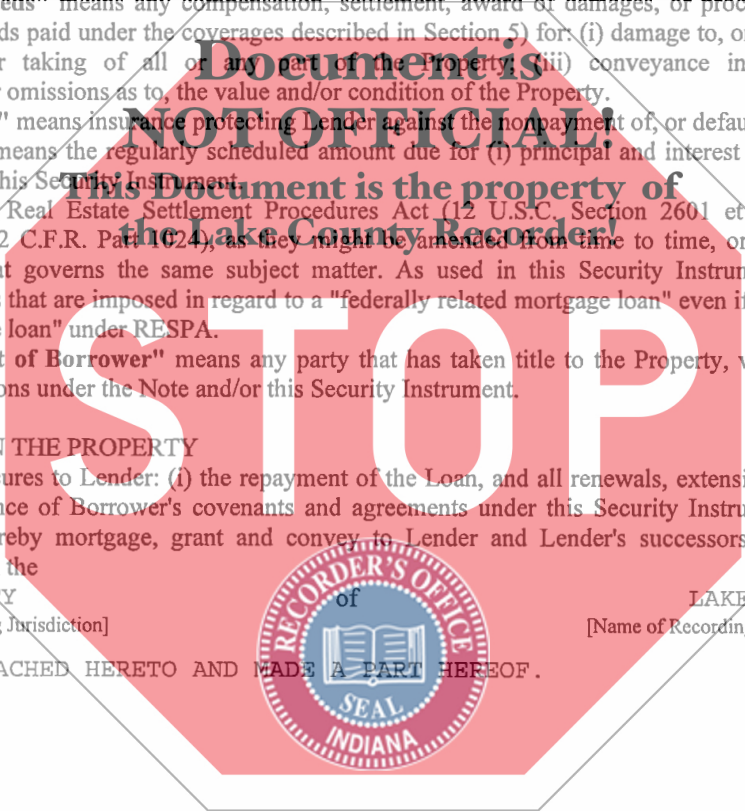 eds" means any compensation, settlement, award of damages, or proc
ds paid under the coverages described in Section 5) for: (i) damage to, or
r taking of all or any part of the Property; (iii) conveyance in
r omissions as to, the value and/or condition of the Property.
" means insurance protecting Lender against the nonpayment of, or defau
means the regularly scheduled amount due for (i) principal and interest
his Security Instrument.
Real Estate Settlement Procedures Act (12 U.S.C. Section 2601 et
2 C.F.R. Part 1024), as they might be amended from time to time, or
at governs the same subject matter. As used in this Security Instrum
s that are imposed in regard to a "federally related mortgage loan" even if
e loan" under RESPA.
t of Borrower" means any party that has taken title to the Property, w
ons under the Note and/or this Security Instrument.
N THE PROPERTY
ures to Lender: (i) the repayment of the Loan, and all renewals, extensi
nce of Borrower's covenants and agreements under this Security Instru
reby mortgage, grant and convey to Lender and Lender's successors
the
Y of LAKE
g Jurisdiction] [Name of Recording
ACHED HERETO AND MADE A PART HEREOF.
Document is
NOT OFFICIAL!
This Document is the property of
the Lake County Recorder!
STOP
RECORDER'S OFFICE
SEAL
INDIANA